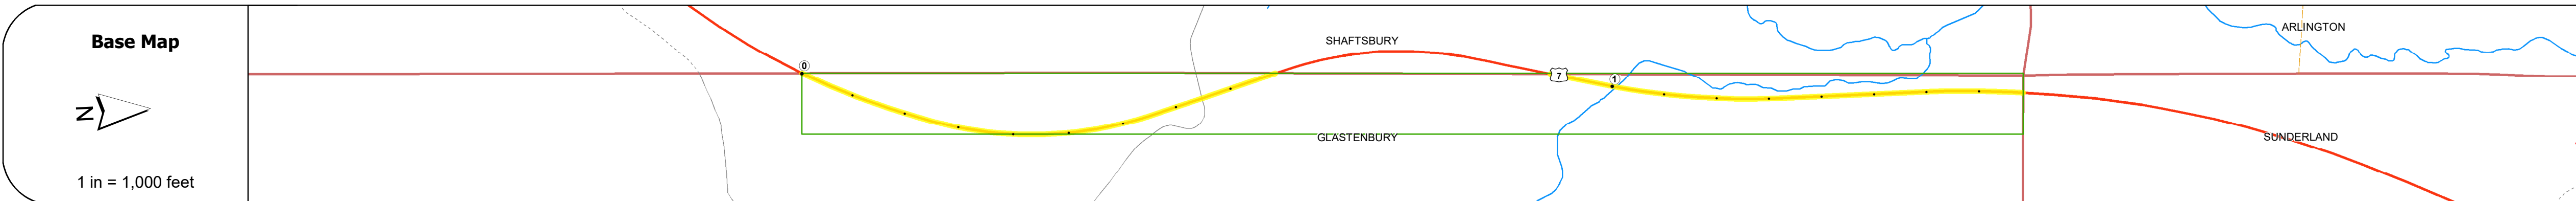 Base Map
N
1 in = 1,000 feet
0
SHAFTSBURY
7
1
GLASTENBURY
ARLINGTON
SUNDERLAND